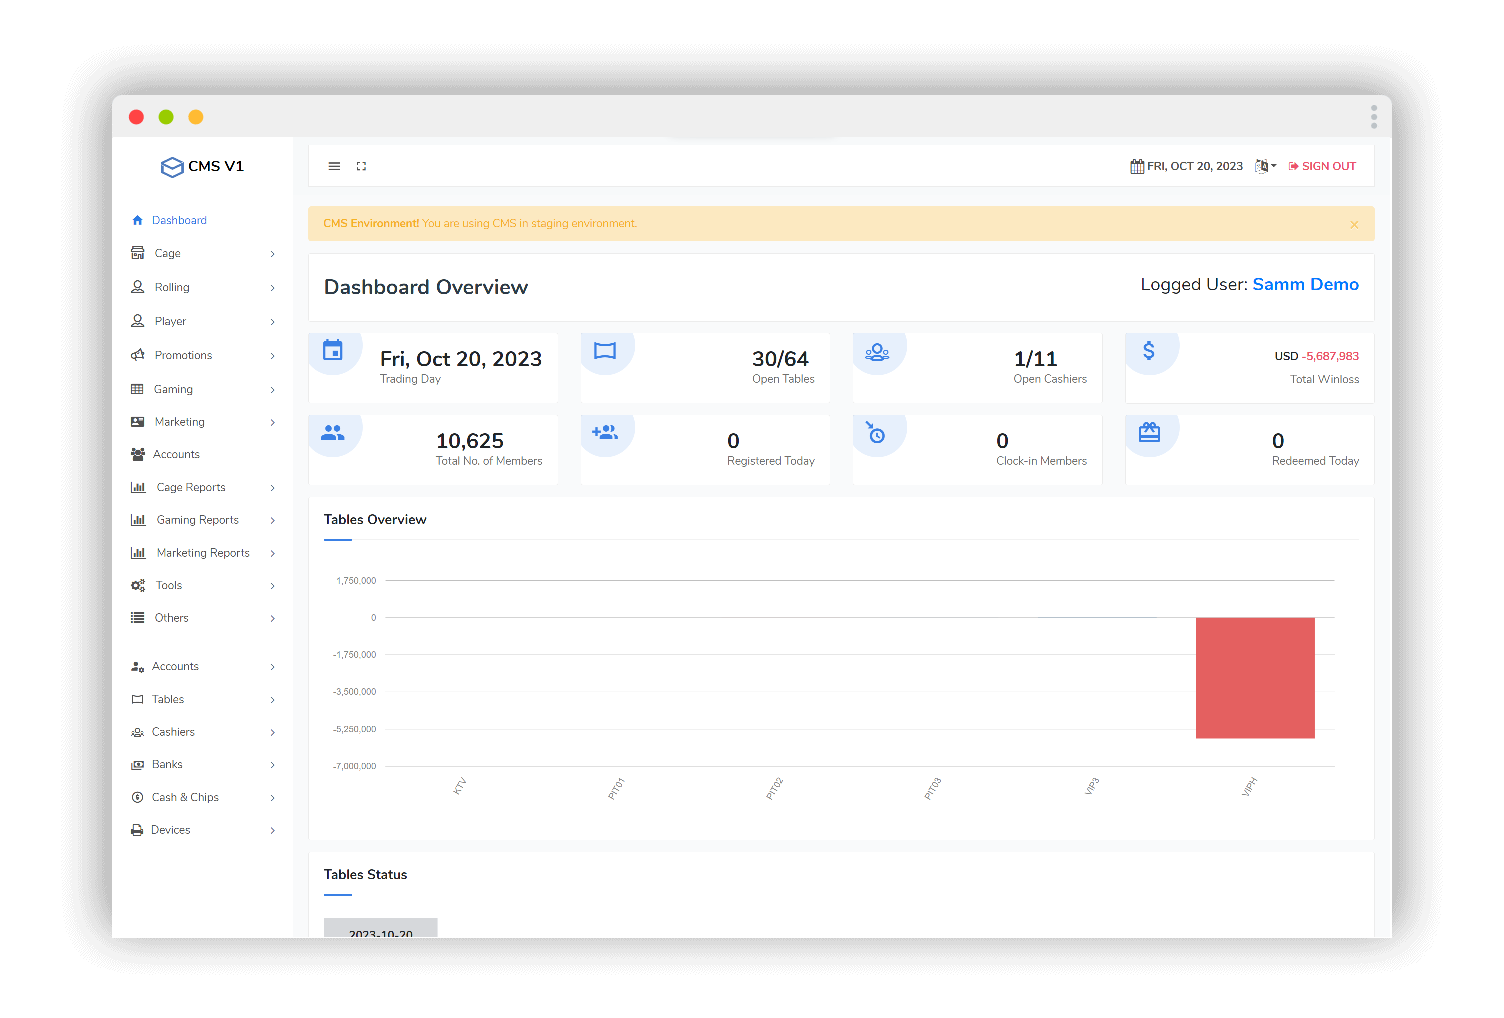 CMS V1
FRI, OCT 20, 2023
SIGN OUT
Dashboard
Cage
Rolling
Player
Promotions
Gaming
Marketing
Accounts
Cage Reports
Gaming Reports
Marketing Reports
Tools
Others
Accounts
Tables
Cashiers
Banks
Cash & Chips
Devices
CMS Environment! You are using CMS in staging environment.
Dashboard Overview
Logged User: Samm Demo
Fri, Oct 20, 2023
Trading Day
30/64
Open Tables
1/11
Open Cashiers
USD -5,687,983
Total Winloss
10,625
Total No. of Members
0
Registered Today
0
Clock-in Members
0
Redeemed Today
Tables Overview
1,750,000
0
-1,750,000
-3,500,000
-5,250,000
-7,000,000
KTV
PIT01
PIT02
PIT03
VIP3
VIPH
Tables Status
2023-10-20